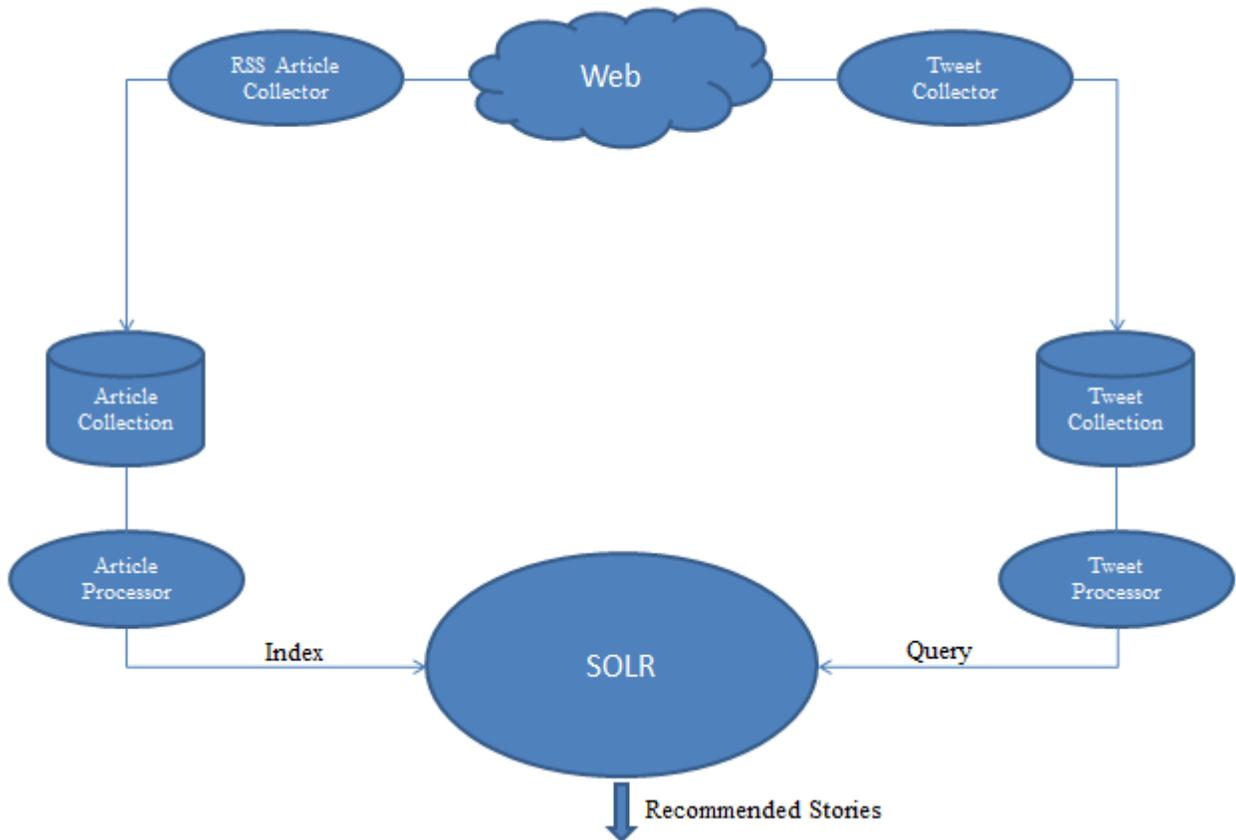 RSS Article
Collector
Web
Tweet
Collector
Article
Collection
Tweet
Collection
Article
Processor
Tweet
Processor
Index
SOLR
Query
Recommended Stories